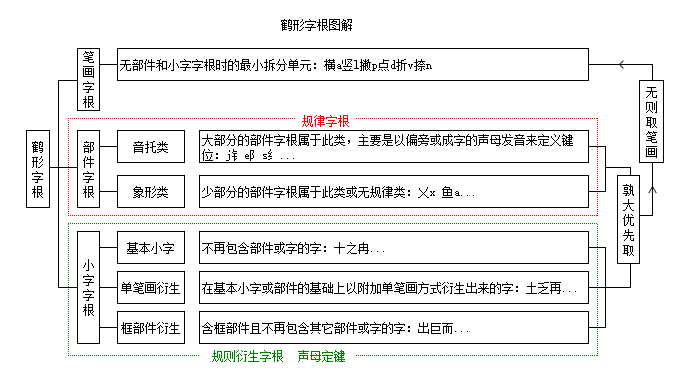 鹤形字根图解
鹤形字根
笔画字根
无部件和小字字根时的最小拆分单元：横a竖l撇p点d折v捺n
无则取笔画
规律字根
部件字根
音托类
大部分的部件字根属于此类，主要是以偏旁或成字的声母发音来定义键
位：j钅 e阝 s纟...
象形类
少部分的部件字根属于此类或无规律类：㐅x 鱼a...
孰大优先取
小字字根
基本小字
不再包含部件或字的字：十之冉...
单笔画衍生
在基本小字或部件的基础上以附加单笔画方式衍生出来的字：土乏再...
框部件衍生
含框部件且不再包含其它部件或字的字：出巨而...
规则衍生字根 声母定键